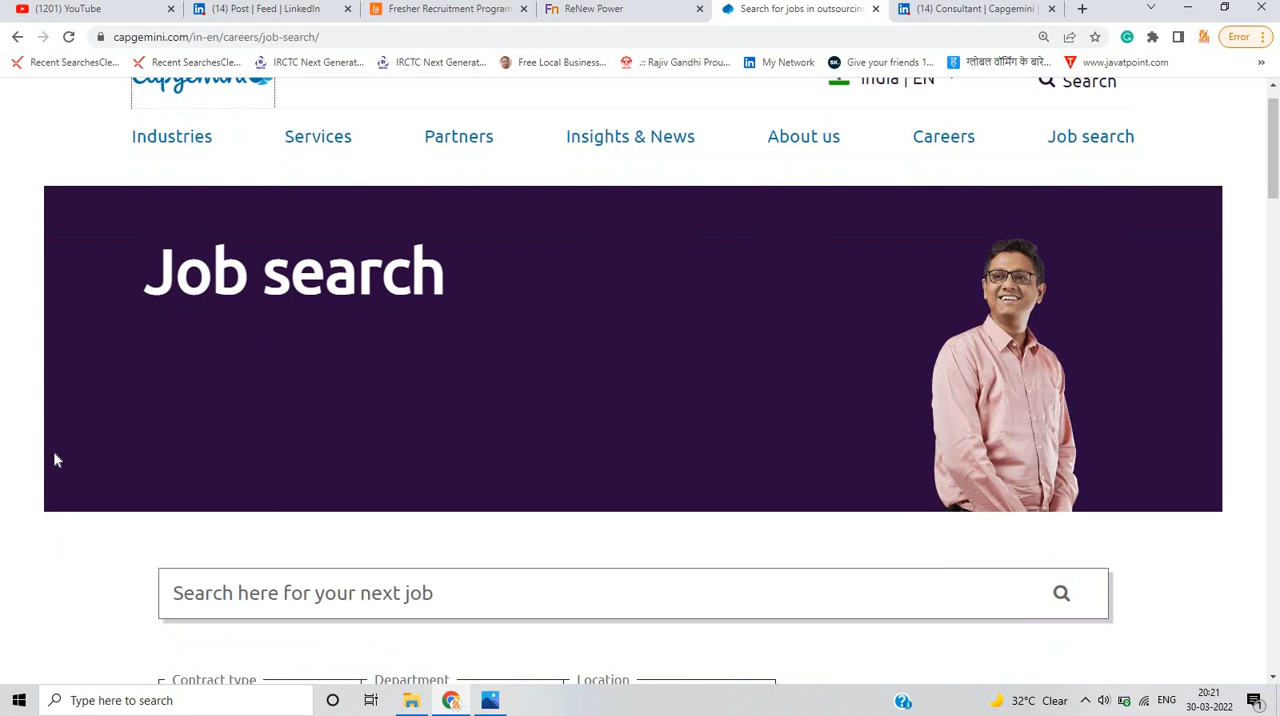 (1201) YouTube
(14) Post | Feed | LinkedIn
Fresher Recruitment Program
ReNew Power
Search for jobs in outsourcing
(14) Consultant | Capgemini |
capgemini.com/in-en/careers/job-search/
Error
Recent SearchesCle...
Recent SearchesCle...
IRCTC Next Generat...
IRCTC Next Generat...
Free Local Business...
.:: Rajiv Gandhi Prou...
My Network
Give your friends 1...
ग्लोबल वॉर्मिंग के बारे...
www.javatpoint.com
»
Capgemini
India | EN
Search
Industries
Services
Partners
Insights & News
About us
Careers
Job search
Job search
Search here for your next job
Contract type
Department
Location
Type here to search
32°C Clear
ENG
20:21
30-03-2022